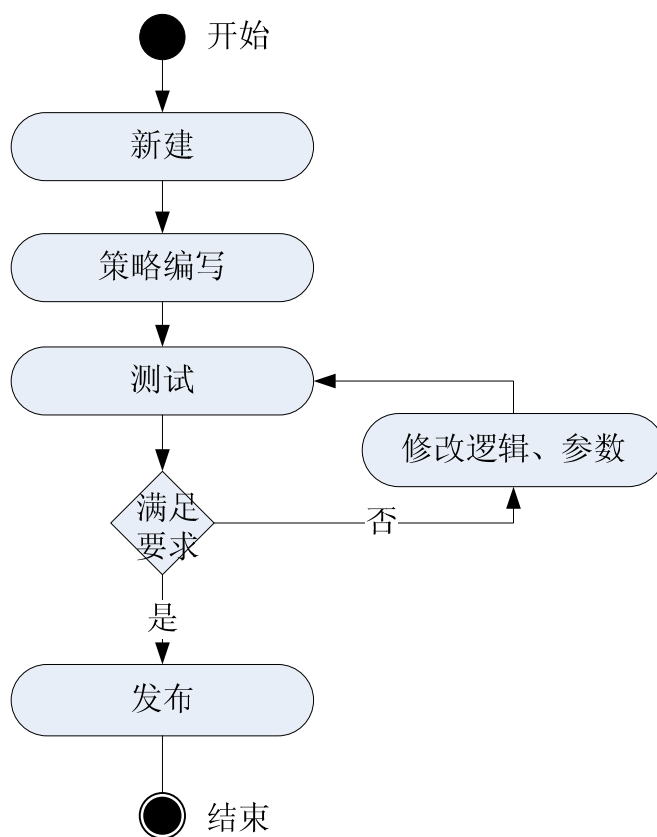 开始
新建
策略编写
测试
修改逻辑、参数
满足
要求
否
是
发布
结束